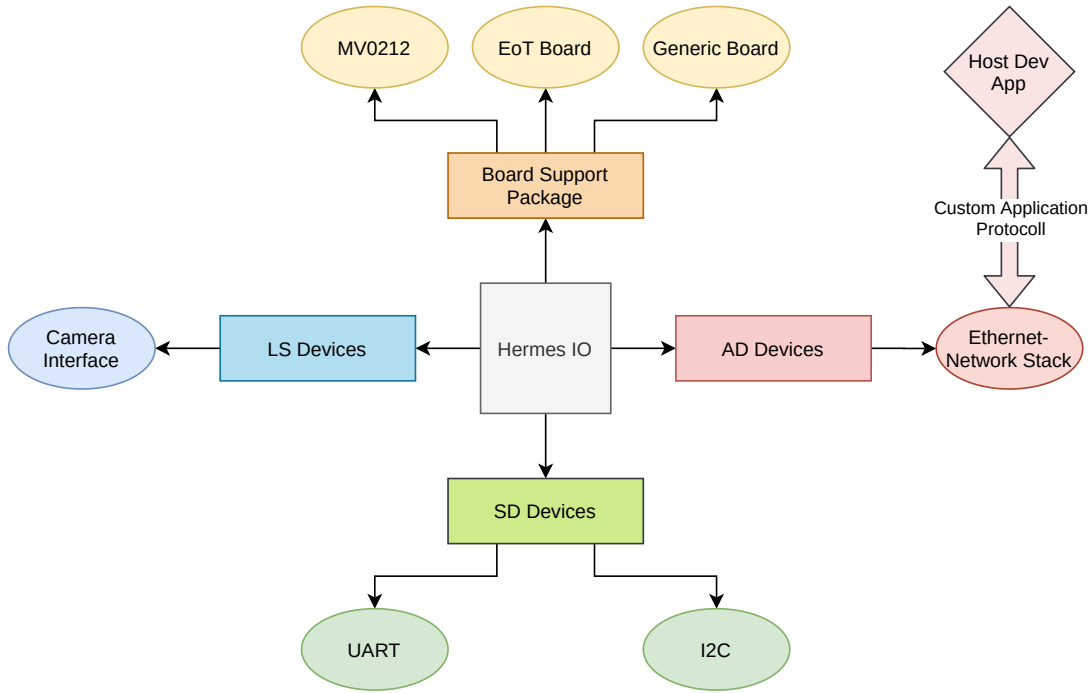 MV0212
EoT Board
Generic Board
Host Dev
App
Board Support
Package
Custom Application
Protocoll
Camera
Interface
LS Devices
Hermes IO
AD Devices
Ethernet-
Network Stack
SD Devices
UART
I2C